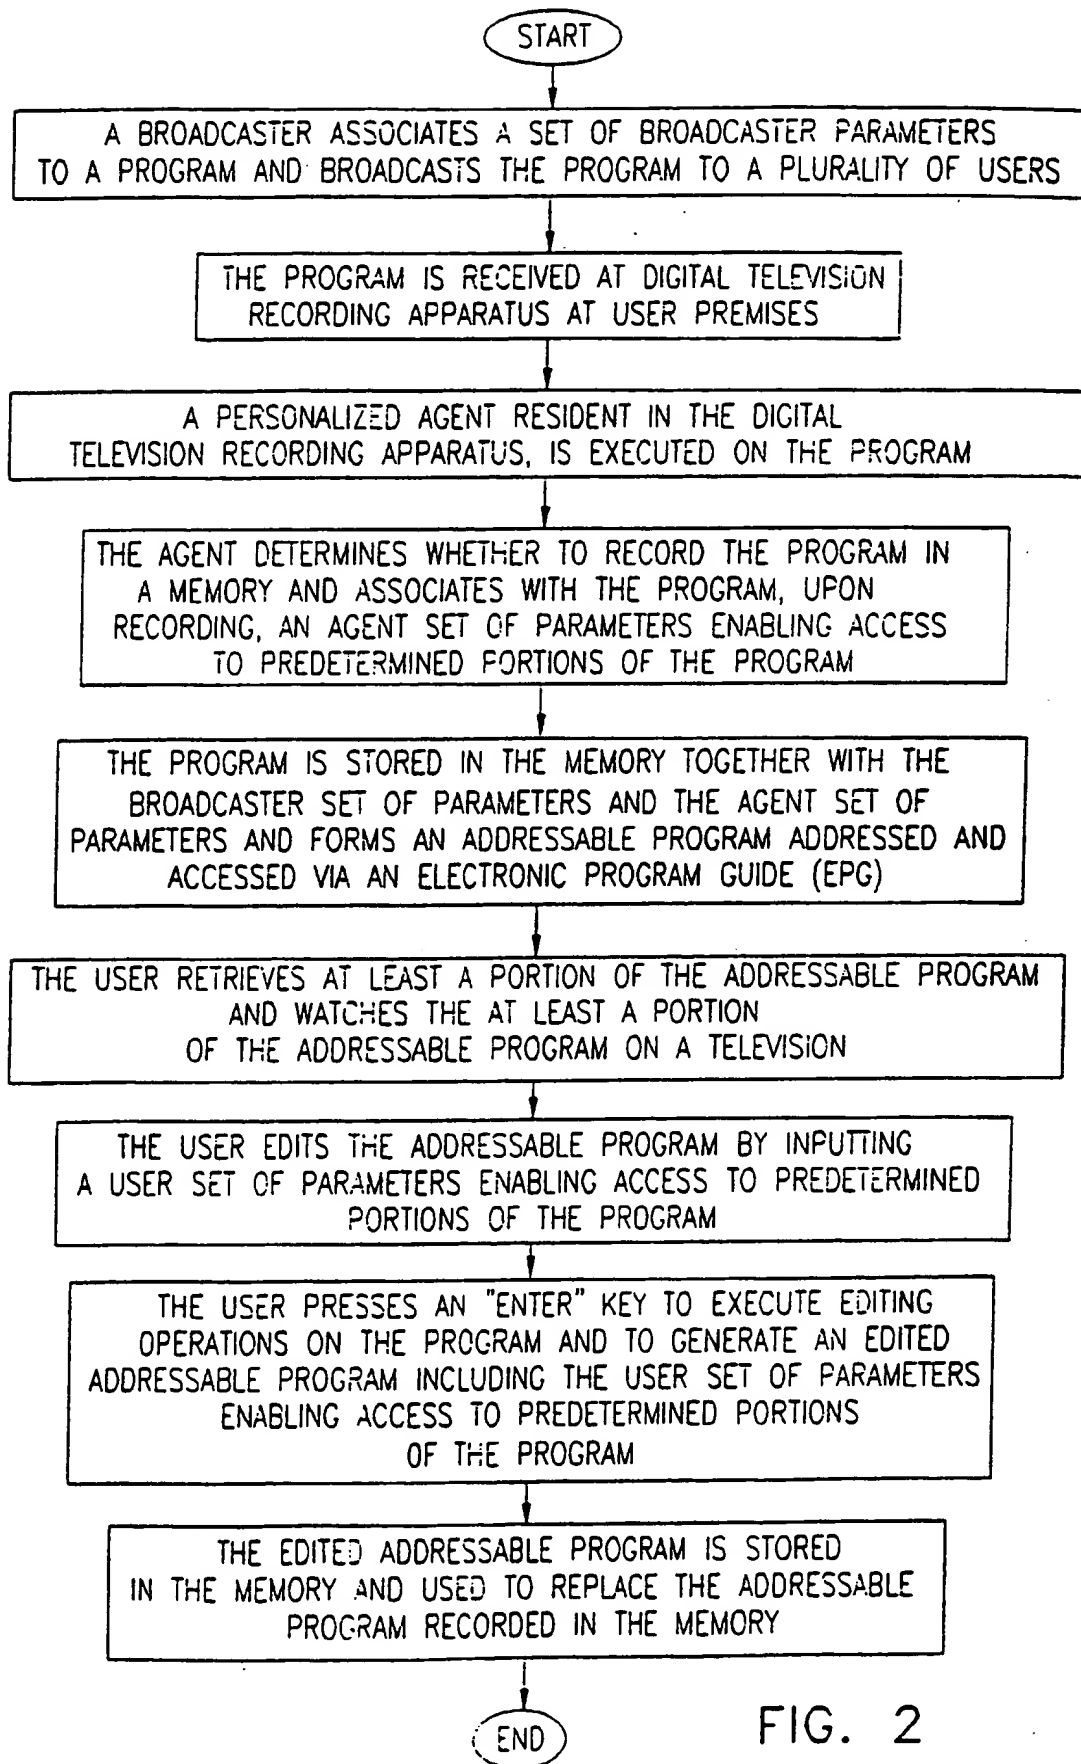 START
A BROADCASTER ASSOCIATES A SET OF BROADCASTER PARAMETERS
TO A PROGRAM AND BROADCASTS THE PROGRAM TO A PLURALITY OF USERS
THE PROGRAM IS RECEIVED AT DIGITAL TELEVISION
RECORDING APPARATUS AT USER PREMISES
A PERSONALIZED AGENT RESIDENT IN THE DIGITAL
TELEVISION RECORDING APPARATUS, IS EXECUTED ON THE PROGRAM
THE AGENT DETERMINES WHETHER TO RECORD THE PROGRAM IN
A MEMORY AND ASSOCIATES WITH THE PROGRAM, UPON
RECORDING, AN AGENT SET OF PARAMETERS ENABLING ACCESS
TO PREDETERMINED PORTIONS OF THE PROGRAM
THE PROGRAM IS STORED IN THE MEMORY TOGETHER WITH THE
BROADCASTER SET OF PARAMETERS AND THE AGENT SET OF
PARAMETERS AND FORMS AN ADDRESSABLE PROGRAM ADDRESSED AND
ACCESSED VIA AN ELECTRONIC PROGRAM GUIDE (EPG)
THE USER RETRIEVES AT LEAST A PORTION OF THE ADDRESSABLE PROGRAM
AND WATCHES THE AT LEAST A PORTION
OF THE ADDRESSABLE PROGRAM ON A TELEVISION
THE USER EDITS THE ADDRESSABLE PROGRAM BY INPUTTING
A USER SET OF PARAMETERS ENABLING ACCESS TO PREDETERMINED
PORTIONS OF THE PROGRAM
THE USER PRESSES AN "ENTER" KEY TO EXECUTE EDITING
OPERATIONS ON THE PROGRAM AND TO GENERATE AN EDITED
ADDRESSABLE PROGRAM INCLUDING THE USER SET OF PARAMETERS
ENABLING ACCESS TO PREDETERMINED PORTIONS
OF THE PROGRAM
THE EDITED ADDRESSABLE PROGRAM IS STORED
IN THE MEMORY AND USED TO REPLACE THE ADDRESSABLE
PROGRAM RECORDED IN THE MEMORY
END
FIG. 2